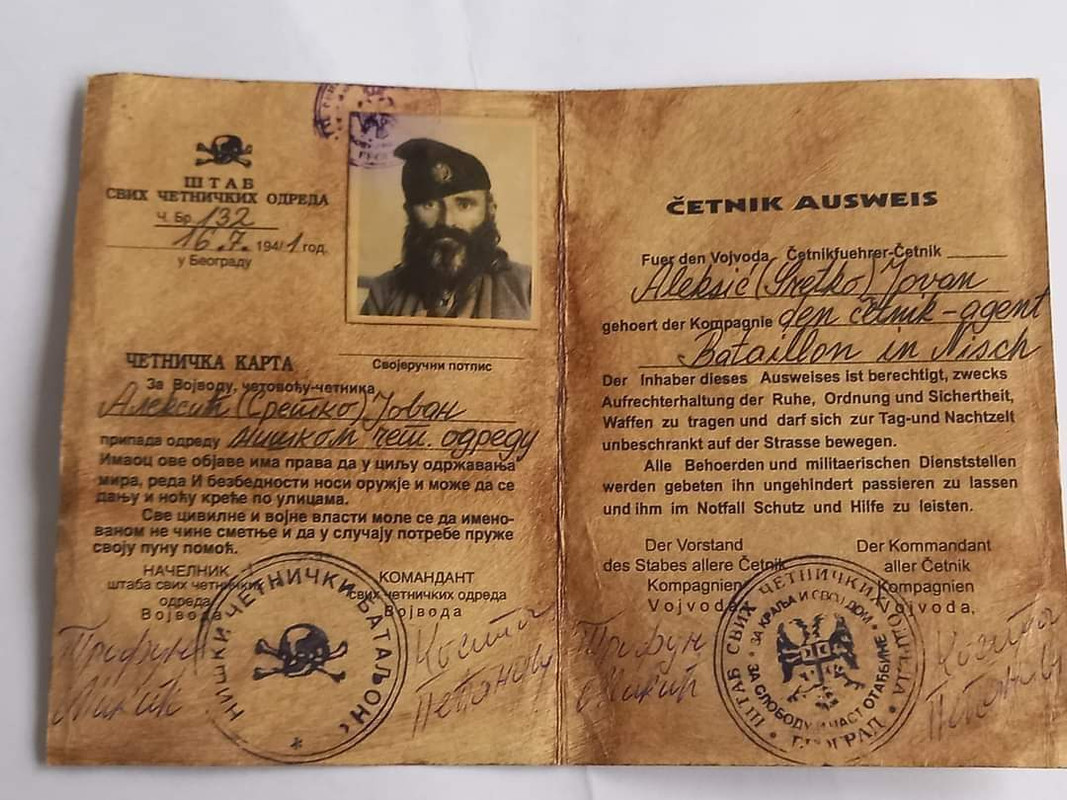 ШТАБ
СВИХ ЧЕТНИЧКИХ ОДРЕДА
Ч. Бр. 132
16.7. 1941 год.
у Београду
Својеручни потпис
ЧЕТНИЧКА КАРТА
За Војводу, четовођу-четника
Алексић (Сретко) Јован
припада одреду нишком чет. одреду
Имаоц ове објаве има права да у циљу одржавања
мира, реда И безбедности носи оружје и може да се
дању и ноћу креће по улицама.
Све цивилне и војне власти моле се да имено-
ваном не чине сметње и да у случају потребе пруже
своју пуну помоћ.
НАЧЕЛНИК
штаба свих четничких
одреда
Војвода
КОМАНДАНТ
свих четничких одреда
Војвода
Трифун
Микић
Коста
НИШКИ ЧЕТНИЧКИ БАТАЉОН
ČETNIK AUSWEIS
Fuer den Vojvoda, Četnikfuehrer-Četnik
Aleksić (Sretko) Jovan
gehoert der Kompagnie den četnik-agent
Bataillon in Nisch
Der Inhaber dieses Ausweises ist berechtigt, zwecks
Aufrechterhaltung der Ruhe, Ordnung und Sichertheit,
Waffen zu tragen und darf sich zur Tag-und Nachtzelt
unbeschrankt auf der Strasse bewegen.
Alle Behoerden und militaerischen Dienststellen
werden gebeten ihn ungehindert passieren zu lassen
und ihm im Notfall Schutz und Hilfe zu leisten.
Der Vorstand
des Stabes allere Četnik
Kompagnien
Vojvoda
Der Kommandant
aller Četnik
Kompagnien
Vojvoda,
Трифун
Микић
Коста
ШТАБ СВИХ ЧЕТНИЧКИХ ОДРЕДА
ЗА КРАЉА И СВОЈ ДОМ
ЗА СЛОБОДУ И ЧАСТ ОТАЏБИНЕ
БЕОГРАД